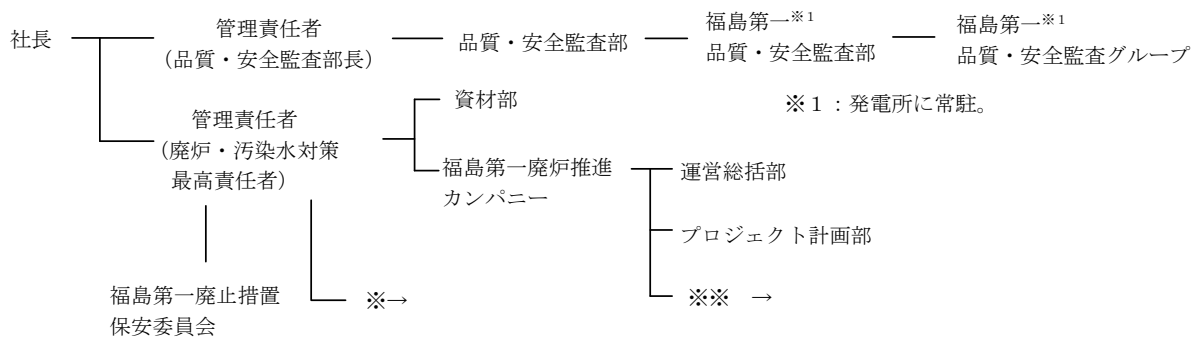 社長
管理責任者
（品質・安全監査部長）
品質・安全監査部
福島第一※1
品質・安全監査部
福島第一※1
品質・安全監査グループ
※1：発電所に常駐。
管理責任者
（廃炉・汚染水対策
最高責任者）
資材部
福島第一廃炉推進
カンパニー
運営総括部
プロジェクト計画部
※※　→
福島第一廃止措置
保安委員会
※→